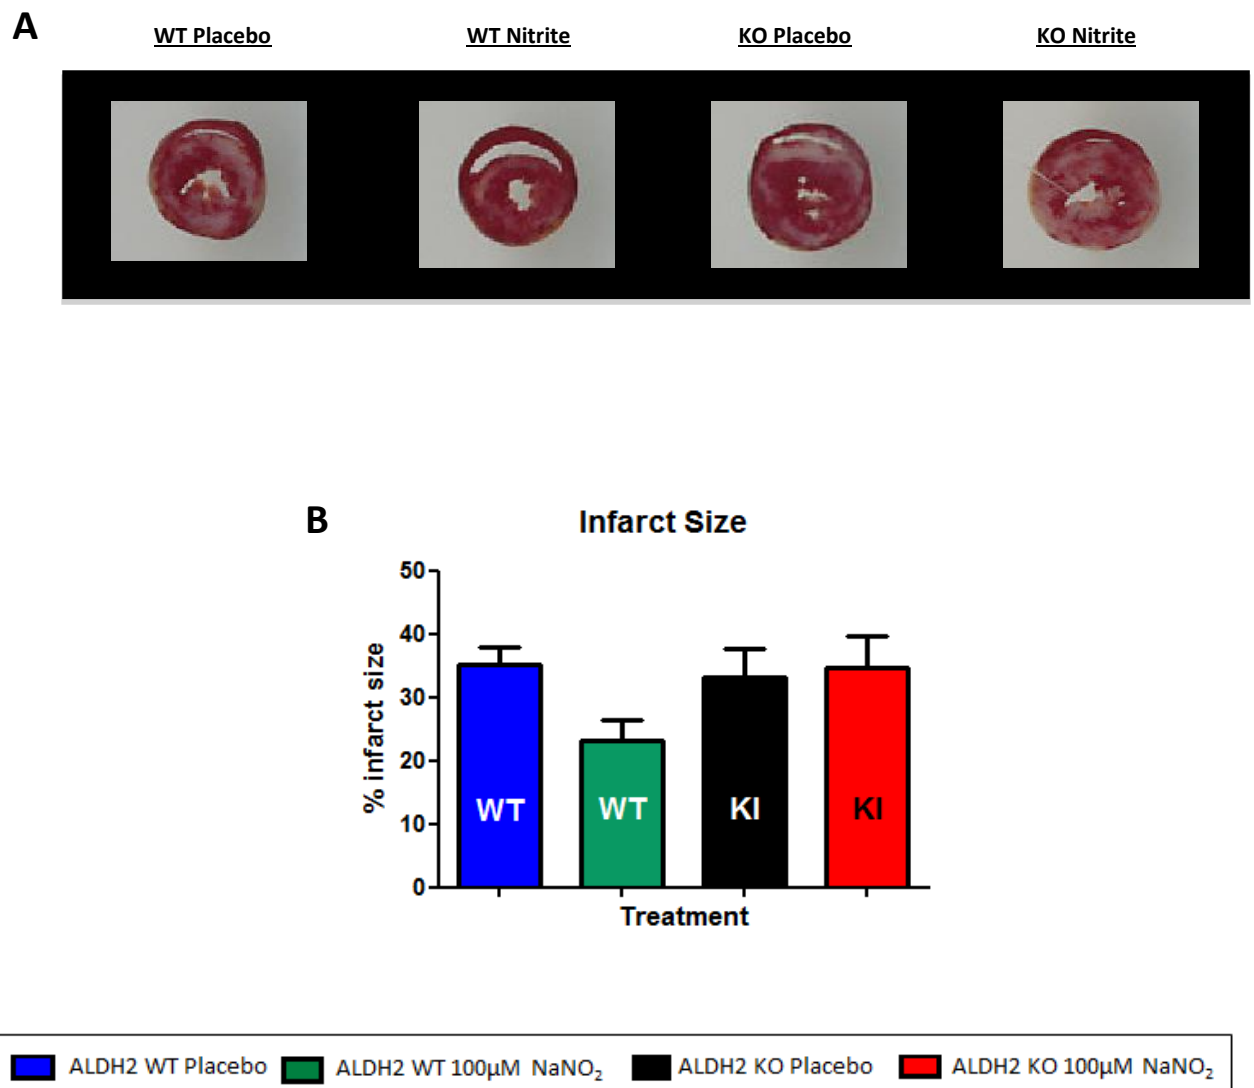 A
WT Placebo WT Nitrite KO Placebo KO Nitrite
B
Infarct Size
50
40
30
20
10
0
% infarct size
WT WT KI KI
Treatment
ALDH2 WT Placebo ALDH2 WT 100µM NaNO₂ ALDH2 KO Placebo ALDH2 KO 100µM NaNO₂